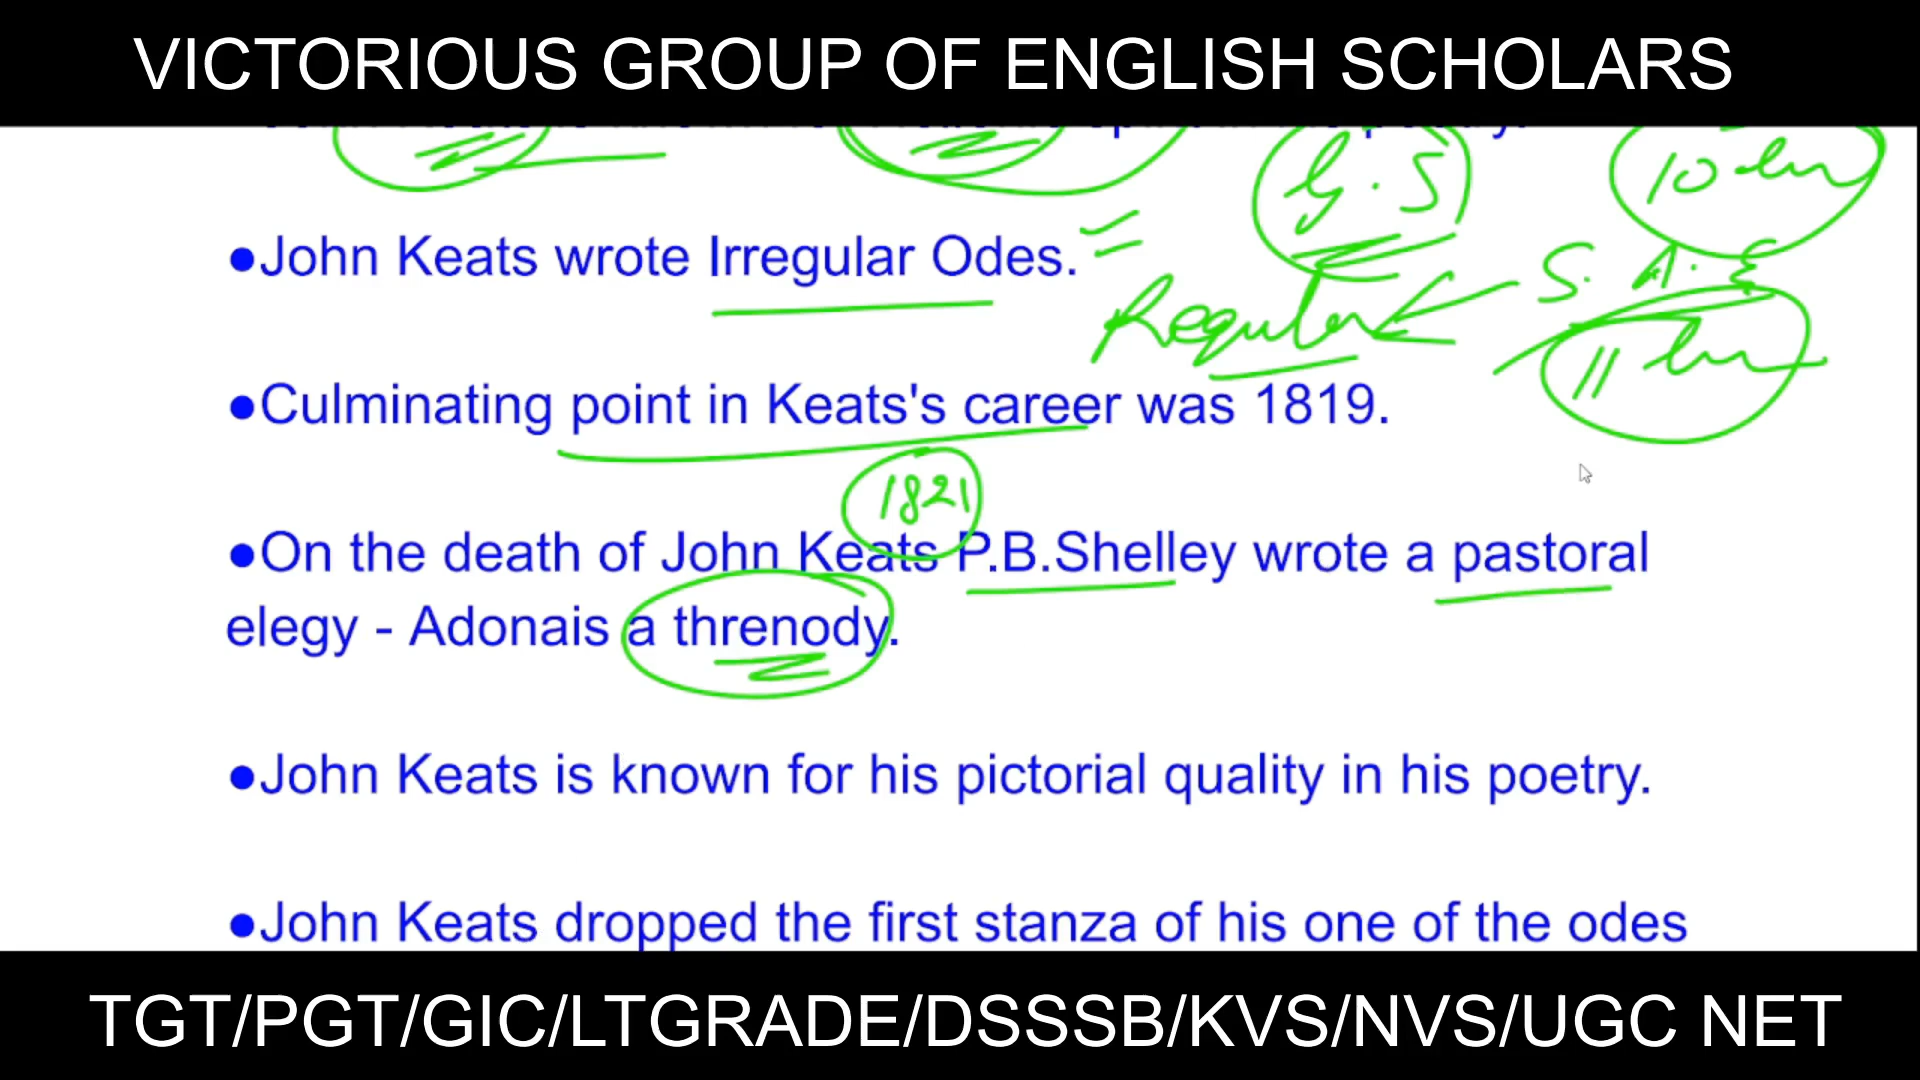 VICTORIOUS GROUP OF ENGLISH SCHOLARS
10 lin
G.S
●John Keats wrote Irregular Odes. =
S.A.E
Regular
11 lin
●Culminating point in Keats's career was 1819.
1821
●On the death of John Keats P.B.Shelley wrote a pastoral
elegy - Adonais a threnody.
●John Keats is known for his pictorial quality in his poetry.
●John Keats dropped the first stanza of his one of the odes
TGT/PGT/GIC/LTGRADE/DSSSB/KVS/NVS/UGC NET